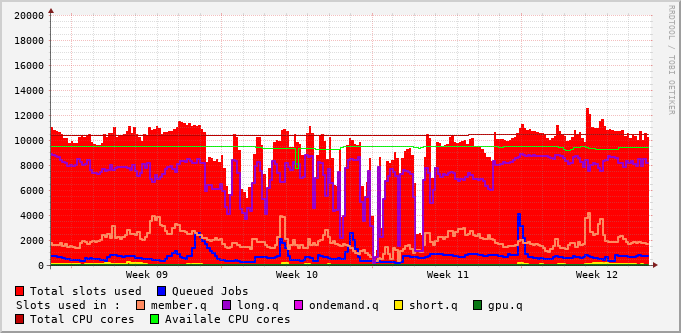 20000
18000
16000
14000
12000
10000
8000
6000
4000
2000
0
Week 09 Week 10 Week 11 Week 12
RRDTOOL / TOBI OETIKER
Total slots used Queued Jobs
Slots used in : member.q long.q ondemand.q short.q gpu.q
Total CPU cores Availale CPU cores